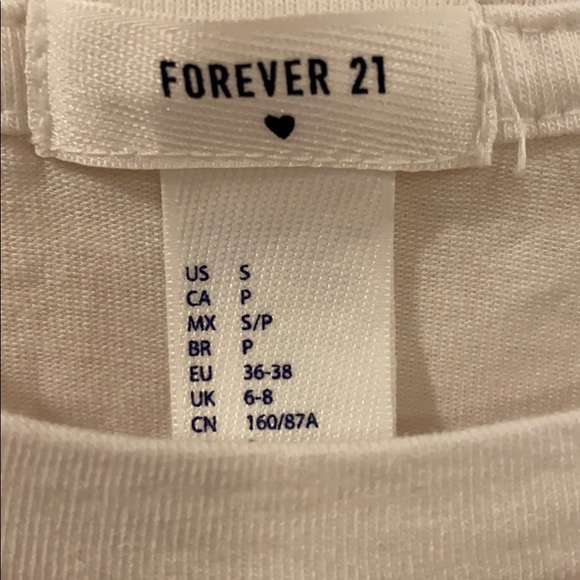 FOREVER 21
US S
CA P
MX S/P
BR P
EU 36-38
UK 6-8
CN 160/87A